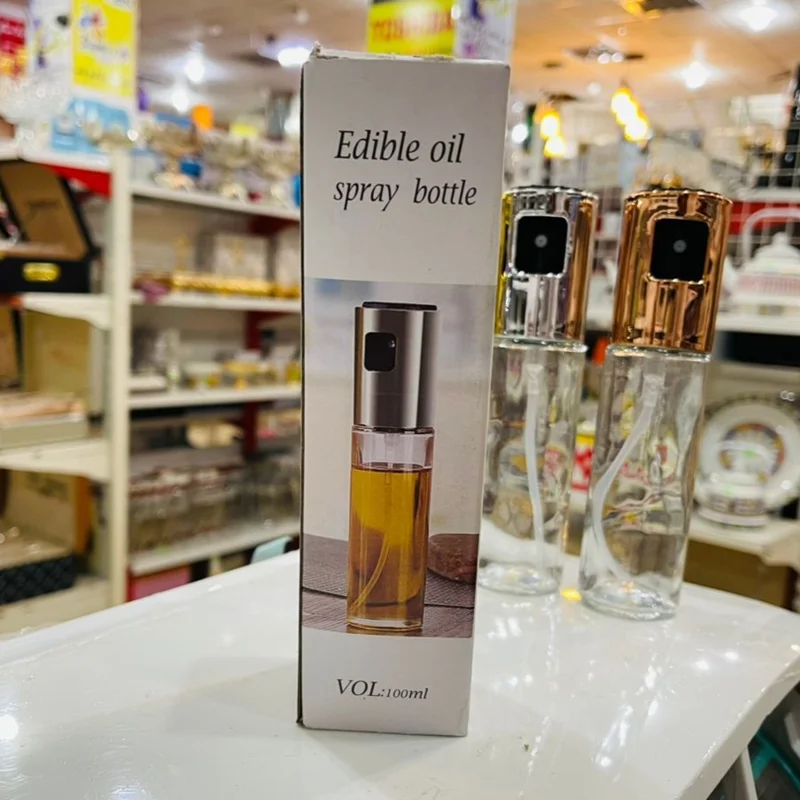 Edible oil
spray bottle
VOL:100ml